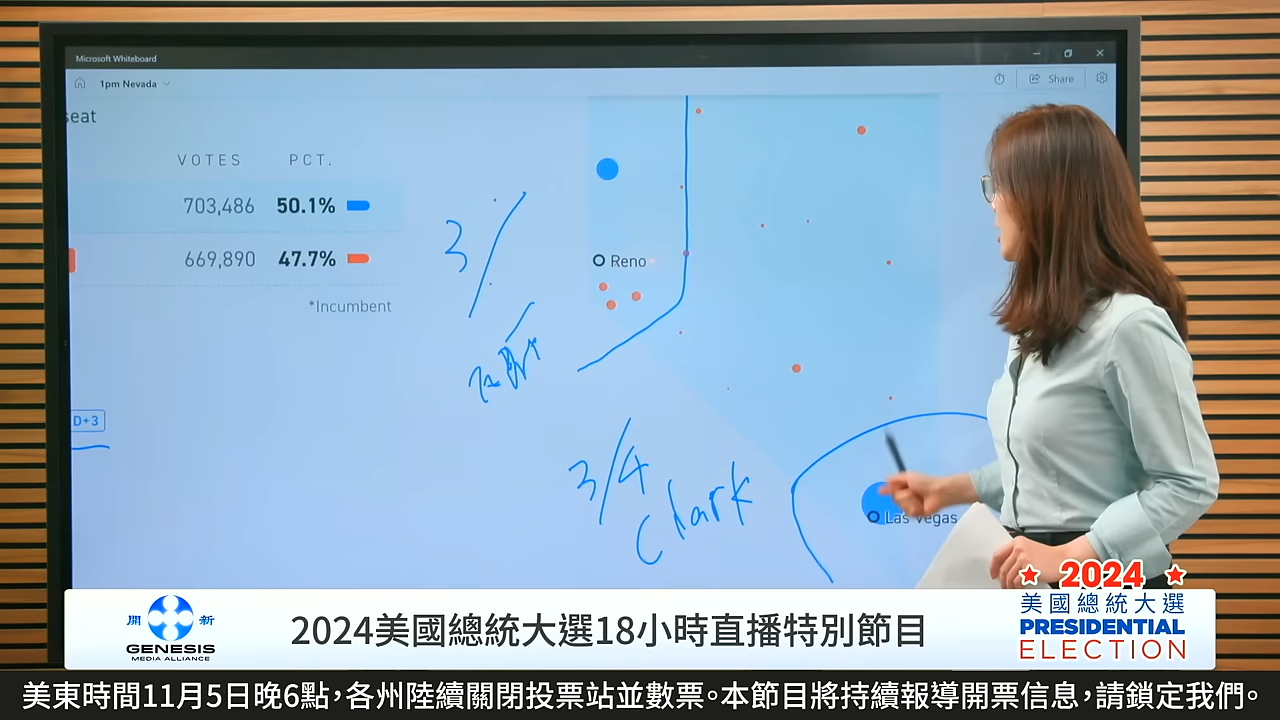 Microsoft Whiteboard
1pm Nevada
Share
seat
VOTES PCT.
703,486 50.1%
669,890 47.7%
*Incumbent
D+3
3/
3/4
Chark
Reno
Las Vegas
開新
GENESIS
MEDIA ALLIANCE
2024美國總統大選18小時直播特別節目
2024
美國總統大選
PRESIDENTIAL
ELECTION
美東時間11月5日晚6點,各州陸續關閉投票站並數票。本節目將持續報導開票信息,請鎖定我們。